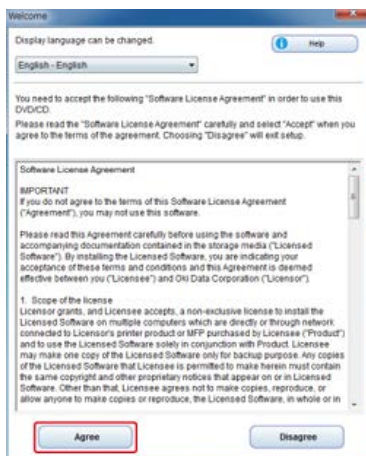 Welcome
Display language can be changed.
Help
English - English
You need to accept the following "Software License Agreement" in order to use this
DVD/CD.
Please read the "Software License Agreement" carefully and select "Accept" when you
agree to the terms of the agreement. Choosing "Disagree" will exit setup.
Software License Agreement
IMPORTANT
If you do not agree to the terms of this Software License Agreement
("Agreement"), you may not use this software.
Please read this Agreement carefully before using the software and
accompanying documentation contained in the storage media ("Licensed
Software"). By installing the Licensed Software, you are indicating your
acceptance of these terms and conditions and this Agreement is deemed
effective between you ("Licensee") and Oki Data Corporation ("Licensor").
1. Scope of the license
Licensor grants, and Licensee accepts, a non-exclusive license to install the
Licensed Software on multiple computers which are directly or through network
connected to Licensor's printer product or MFP purchased by Licensee ("Product")
and to use the Licensed Software solely in conjunction with Product. Licensee
may make one copy of the Licensed Software only for backup purpose. Any copies
of the Licensed Software that Licensee is permitted to make herein must contain
the same copyright and other proprietary notices that appear on or in Licensed
Software. Other than that, Licensee agrees not to make copies, reproduce, or
allow anyone to make copies or reproduce, the Licensed Software, in whole or in
Agree
Disagree